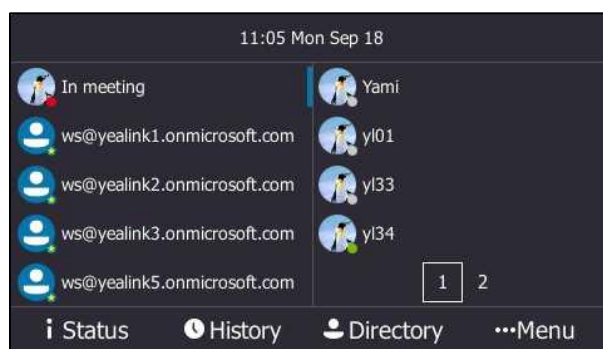 11:05 Mon Sep 18
In meeting
Yami
ws@yealink1.onmicrosoft.com
yl01
ws@yealink2.onmicrosoft.com
yl33
ws@yealink3.onmicrosoft.com
yl34
ws@yealink5.onmicrosoft.com
1 2
Status History Directory Menu